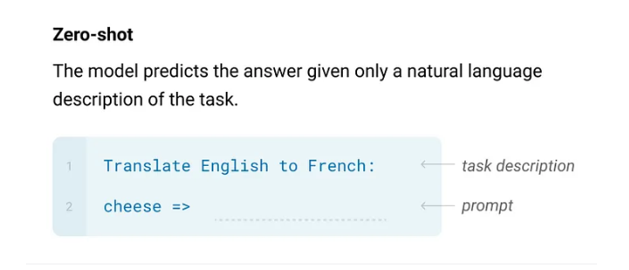 Zero-shot
The model predicts the answer given only a natural language
description of the task.
1 Translate English to French: task description
2 cheese => prompt